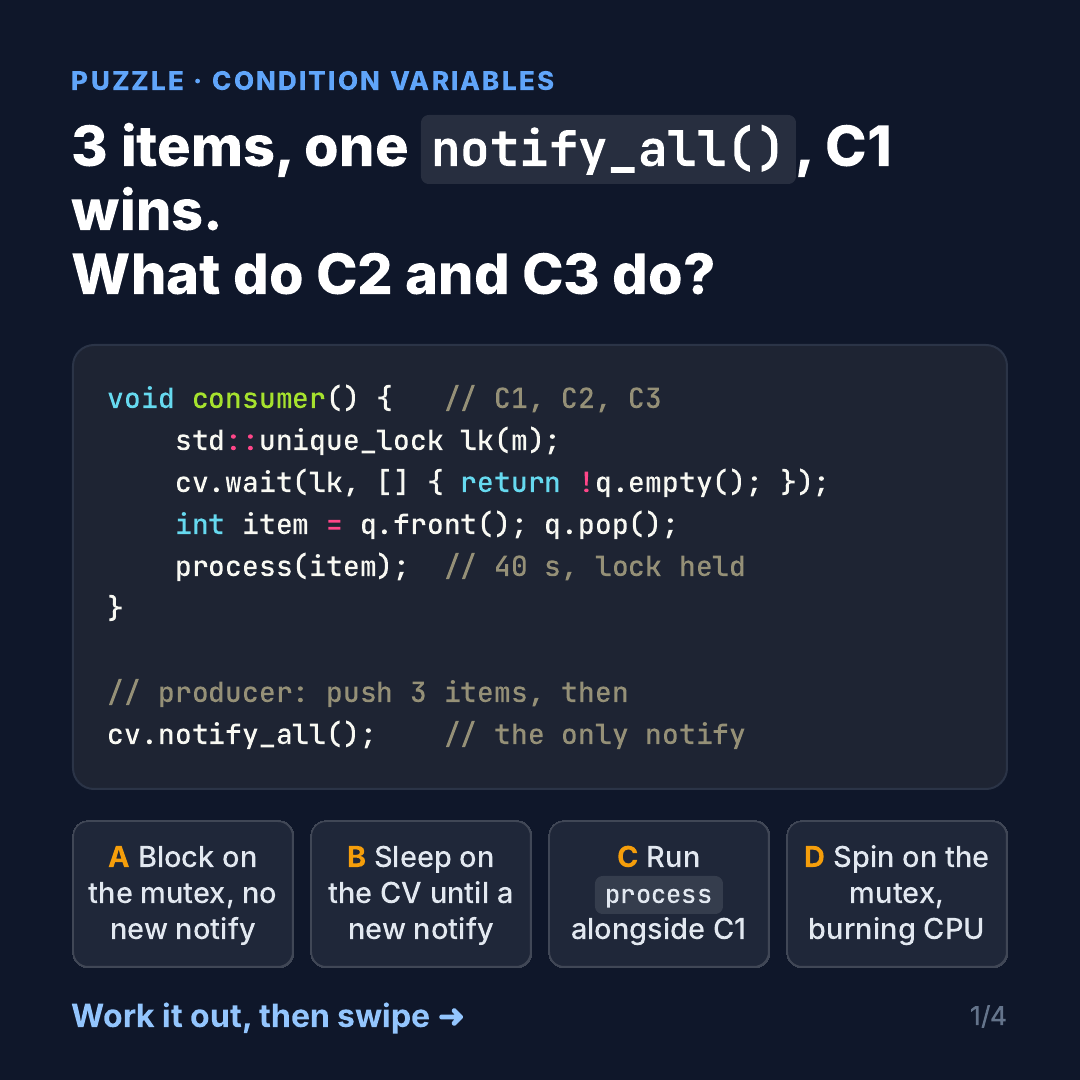 PUZZLE · CONDITION VARIABLES
3 items, one notify_all(), C1
wins.
What do C2 and C3 do?
void consumer() {   // C1, C2, C3
    std::unique_lock lk(m);
    cv.wait(lk, [] { return !q.empty(); });
    int item = q.front(); q.pop();
    process(item);  // 40 s, lock held
}
// producer: push 3 items, then
cv.notify_all();    // the only notify
A Block on
the mutex, no
new notify
B Sleep on
the CV until a
new notify
C Run
process
alongside C1
D Spin on the
mutex,
burning CPU
Work it out, then swipe ➜
1/4